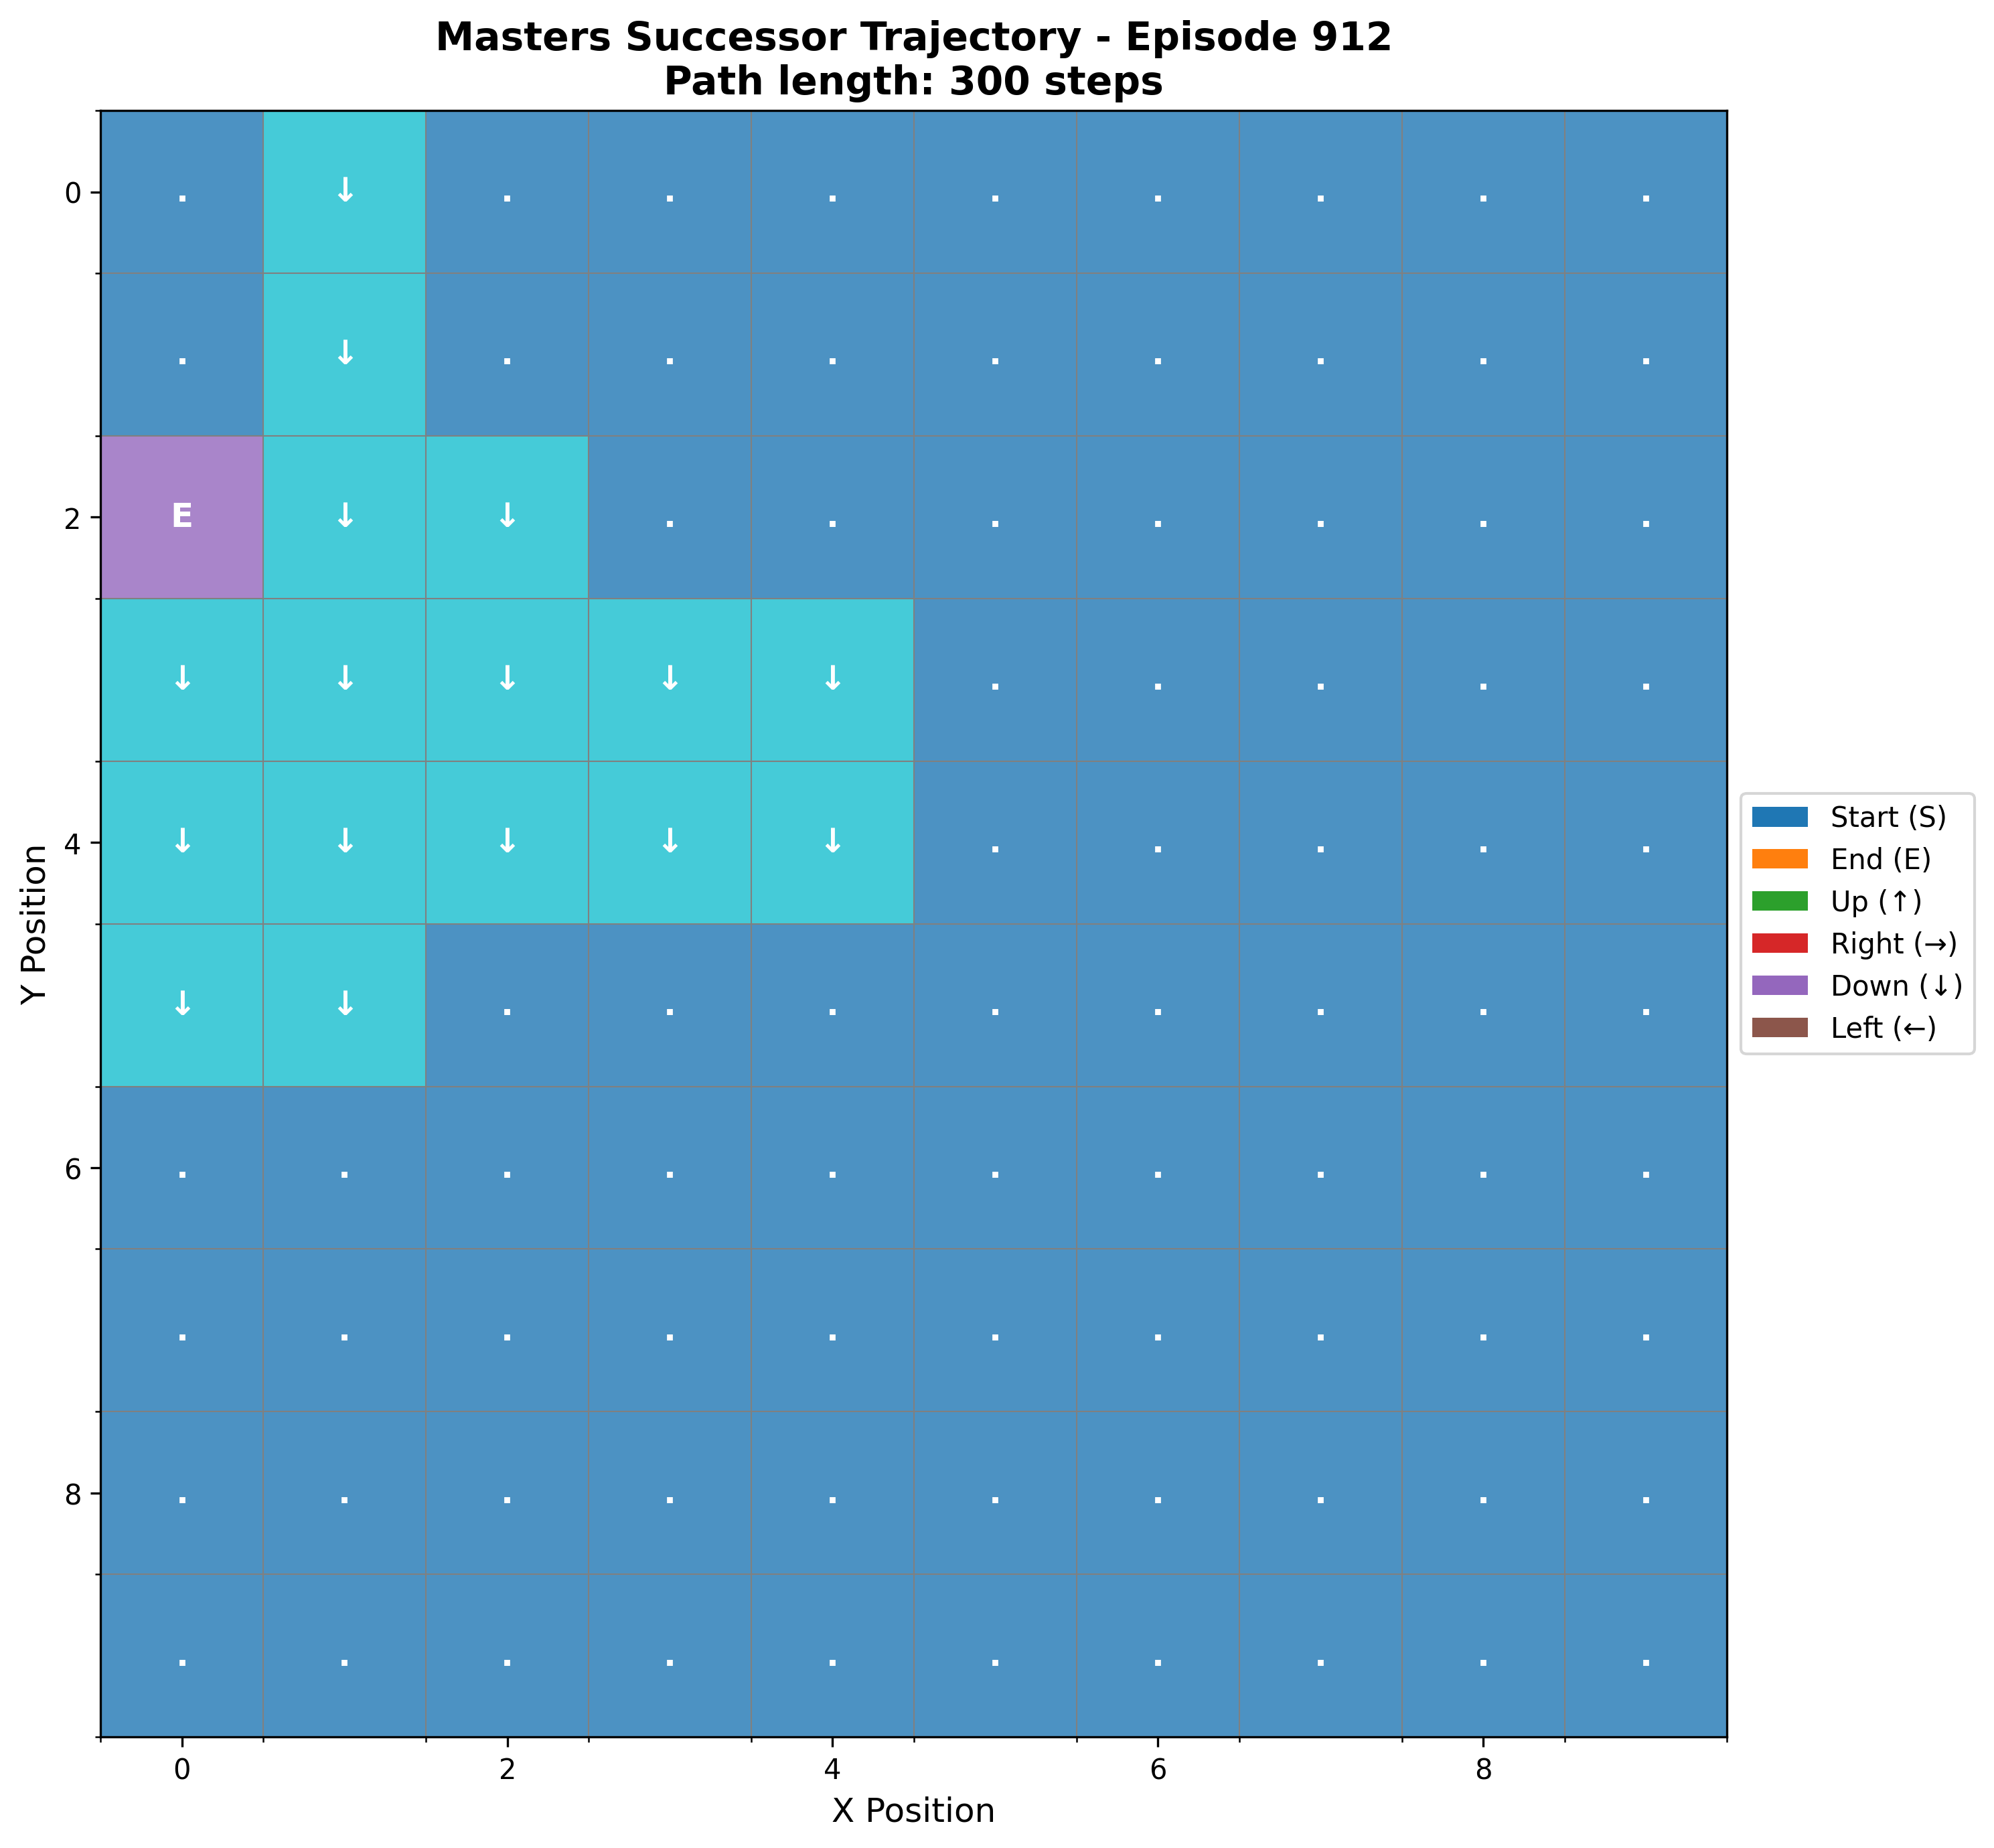 Masters Successor Trajectory - Episode 912
Path length: 300 steps
0 . ↓ . . . . . . . .
. ↓ . . . . . . . .
2 E ↓ ↓ . . . . . . .
↓ ↓ ↓ ↓ ↓ . . . . .
4 ↓ ↓ ↓ ↓ ↓ . . . . .
↓ ↓ . . . . . . . .
6 . . . . . . . . . .
. . . . . . . . . .
8 . . . . . . . . . .
. . . . . . . . . .
0 2 4 6 8
X Position
Y Position
Start (S)
End (E)
Up (↑)
Right (→)
Down (↓)
Left (←)